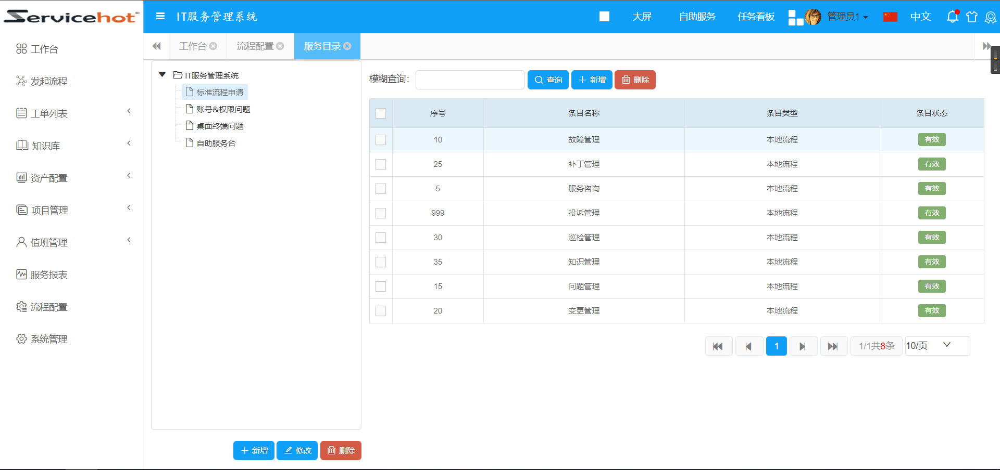 Servicehot®
IT服务管理系统 大屏 自助服务 任务看板 管理员1 中文
工作台 流程配置 服务目录
工作台
发起流程
工单列表
知识库
资产配置
项目管理
值班管理
服务报表
流程配置
系统管理
IT服务管理系统
标准流程申请
账号&权限问题
桌面终端问题
自助服务台
新增 修改 删除
模糊查询： 查询 新增 删除
序号 条目名称 条目类型 条目状态
10 故障管理 本地流程 有效
25 补丁管理 本地流程 有效
5 服务咨询 本地流程 有效
999 投诉管理 本地流程 有效
30 巡检管理 本地流程 有效
35 知识管理 本地流程 有效
15 问题管理 本地流程 有效
20 变更管理 本地流程 有效
1 1/1共8条 10/页